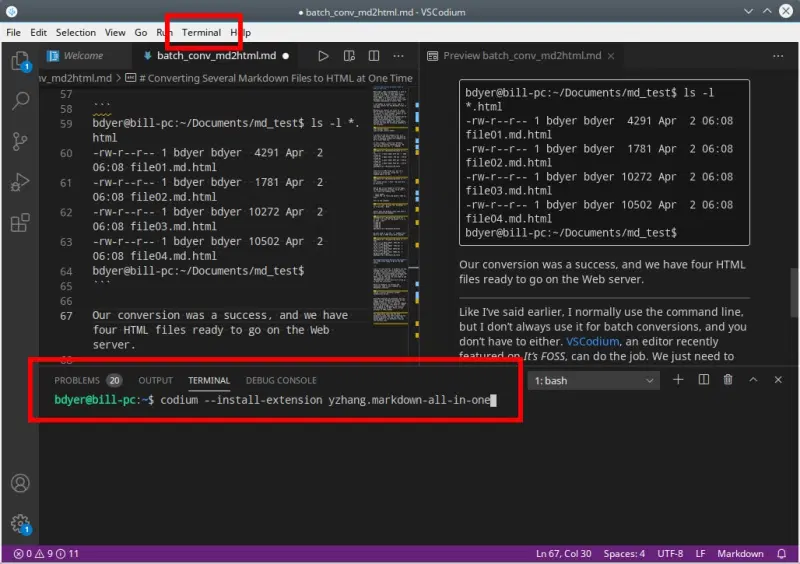 ● batch_conv_md2html.md - VSCodium
File Edit Selection View Go Run Terminal Help
Welcome
batch_conv_md2html.md ●
Preview batch_conv_md2html.md
nv_md2html.md > # Converting Several Markdown Files to HTML at One Time
57
58 ```
59 bdyer@bill-pc:~/Documents/md_test$ ls -l *.
html
60 -rw-r--r-- 1 bdyer bdyer 4291 Apr 2
06:08 file01.md.html
61 -rw-r--r-- 1 bdyer bdyer 1781 Apr 2
06:08 file02.md.html
62 -rw-r--r-- 1 bdyer bdyer 10272 Apr 2
06:08 file03.md.html
63 -rw-r--r-- 1 bdyer bdyer 10502 Apr 2
06:08 file04.md.html
64 bdyer@bill-pc:~/Documents/md_test$
65 ```
66
67 Our conversion was a success, and we have
four HTML files ready to go on the Web
server.
68
bdyer@bill-pc:~/Documents/md_test$ ls -l
*.html
-rw-r--r-- 1 bdyer bdyer 4291 Apr 2 06:08
file01.md.html
-rw-r--r-- 1 bdyer bdyer 1781 Apr 2 06:08
file02.md.html
-rw-r--r-- 1 bdyer bdyer 10272 Apr 2 06:08
file03.md.html
-rw-r--r-- 1 bdyer bdyer 10502 Apr 2 06:08
file04.md.html
bdyer@bill-pc:~/Documents/md_test$
Our conversion was a success, and we have four HTML
files ready to go on the Web server.
Like I've said earlier, I normally use the command line,
but I don't always use it for batch conversions, and you
don't have to either. VSCodium, an editor recently
featured on It's FOSS, can do the job. We just need to
PROBLEMS 20 OUTPUT TERMINAL DEBUG CONSOLE
1: bash
bdyer@bill-pc:~$ codium --install-extension yzhang.markdown-all-in-one
1
1
0 9 11
Ln 67, Col 30 Spaces: 4 UTF-8 LF Markdown